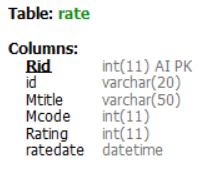 Table: rate
Columns:
Rid int(11) AI PK
id varchar(20)
Mtitle varchar(50)
Mcode int(11)
Rating int(11)
ratedate datetime